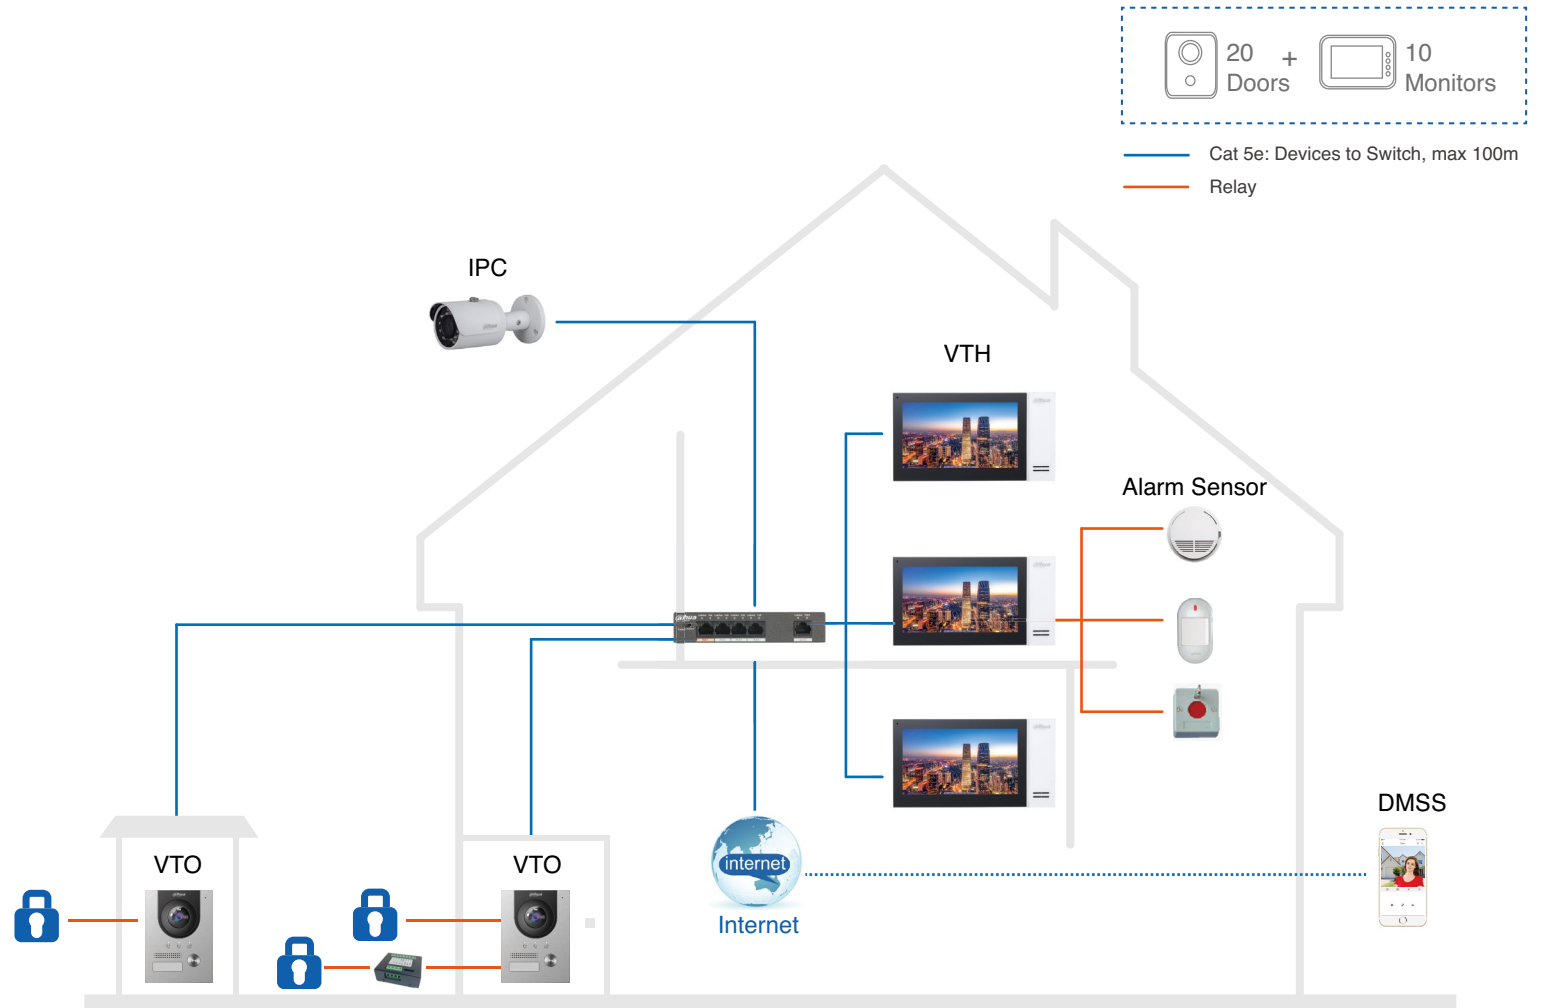 20
Doors
+
10
Monitors
Cat 5e: Devices to Switch, max 100m
Relay
IPC
VTH
Alarm Sensor
alhua
DMSS
VTO
VTO
internet
Internet